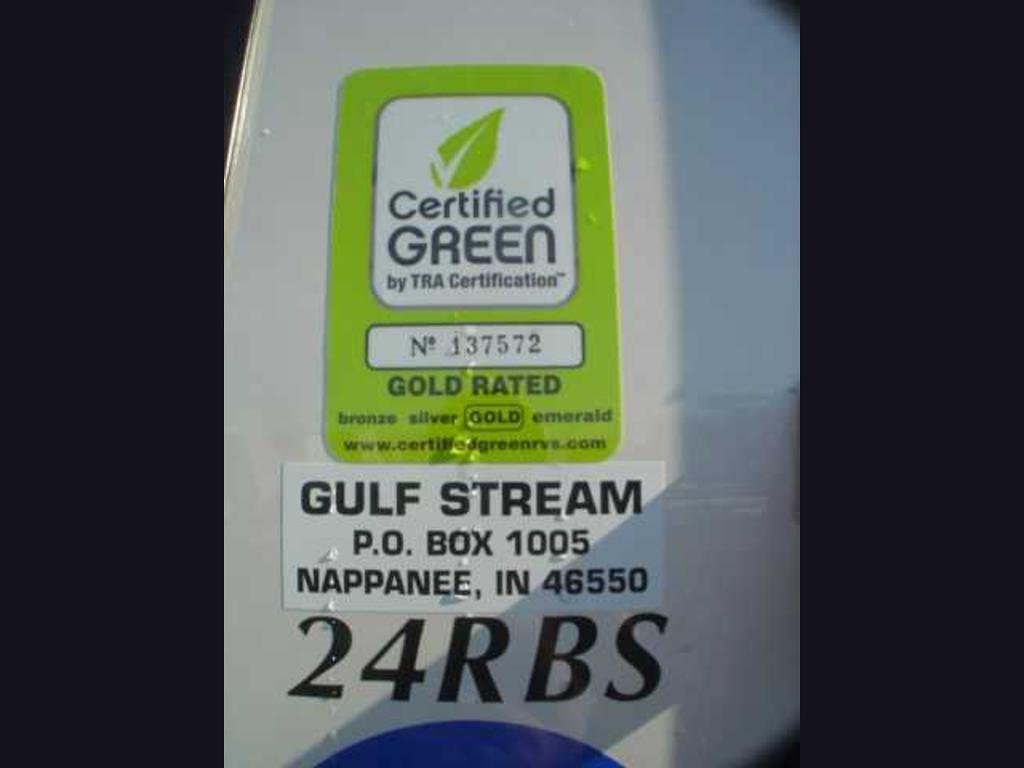 Certified
GREEN
by TRA Certification™
Nº 137572
GOLD RATED
bronze silver GOLD emerald
www.certifiedgreenrvs.com
GULF STREAM
P.O. BOX 1005
NAPPANEE, IN 46550
24RBS